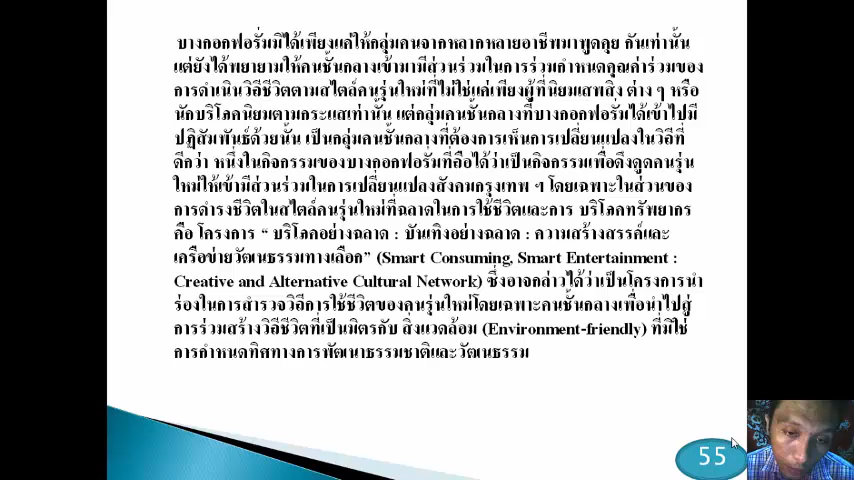 บางกอกฟอรั่มมิได้เพียงแค่ให้กลุ่มคนจากหลากหลายอาชีพมาพูดคุย กันเท่านั้น
แต่ยังได้พยายามให้คนชั้นกลางเข้ามามีส่วนร่วมในการร่วมกำหนดคุณค่าร่วมของ
การดำเนินวิถีชีวิตตามสไตล์คนรุ่นใหม่ที่ไม่ใช่แค่เพียงผู้ที่นิยมเสพสิ่ง ต่าง ๆ หรือ
นักบริโภคนิยมตามกระแสเท่านั้น แต่กลุ่มคนชั้นกลางที่บางกอกฟอรั่มได้เข้าไปมี
ปฏิสัมพันธ์ด้วยนั้น เป็นกลุ่มคนชั้นกลางที่ต้องการเห็นการเปลี่ยนแปลงในวิถีที่
ดีกว่า หนึ่งในกิจกรรมของบางกอกฟอรั่มที่ถือได้ว่าเป็นกิจกรรมเพื่อดึงดูดคนรุ่น
ใหม่ให้เข้ามีส่วนร่วมในการเปลี่ยนแปลงสังคมกรุงเทพ ฯ โดยเฉพาะในส่วนของ
การดำรงชีวิตในสไตล์คนรุ่นใหม่ที่ฉลาดในการใช้ชีวิตและการ บริโภคทรัพยากร
คือ โครงการ “ บริโภคอย่างฉลาด : บันเทิงอย่างฉลาด : ความสร้างสรรค์และ
เครือข่ายวัฒนธรรมทางเลือก” (Smart Consuming, Smart Entertainment :
Creative and Alternative Cultural Network) ซึ่งอาจกล่าวได้ว่าเป็นโครงการนำ
ร่องในการสำรวจวิถีการใช้ชีวิตของคนรุ่นใหม่โดยเฉพาะคนชั้นกลางเพื่อนำไปสู่
การร่วมสร้างวิถีชีวิตที่เป็นมิตรกับ สิ่งแวดล้อม (Environment-friendly) ที่มิใช่
การกำหนดทิศทางการพัฒนาธรรมชาติและวัฒนธรรม
55